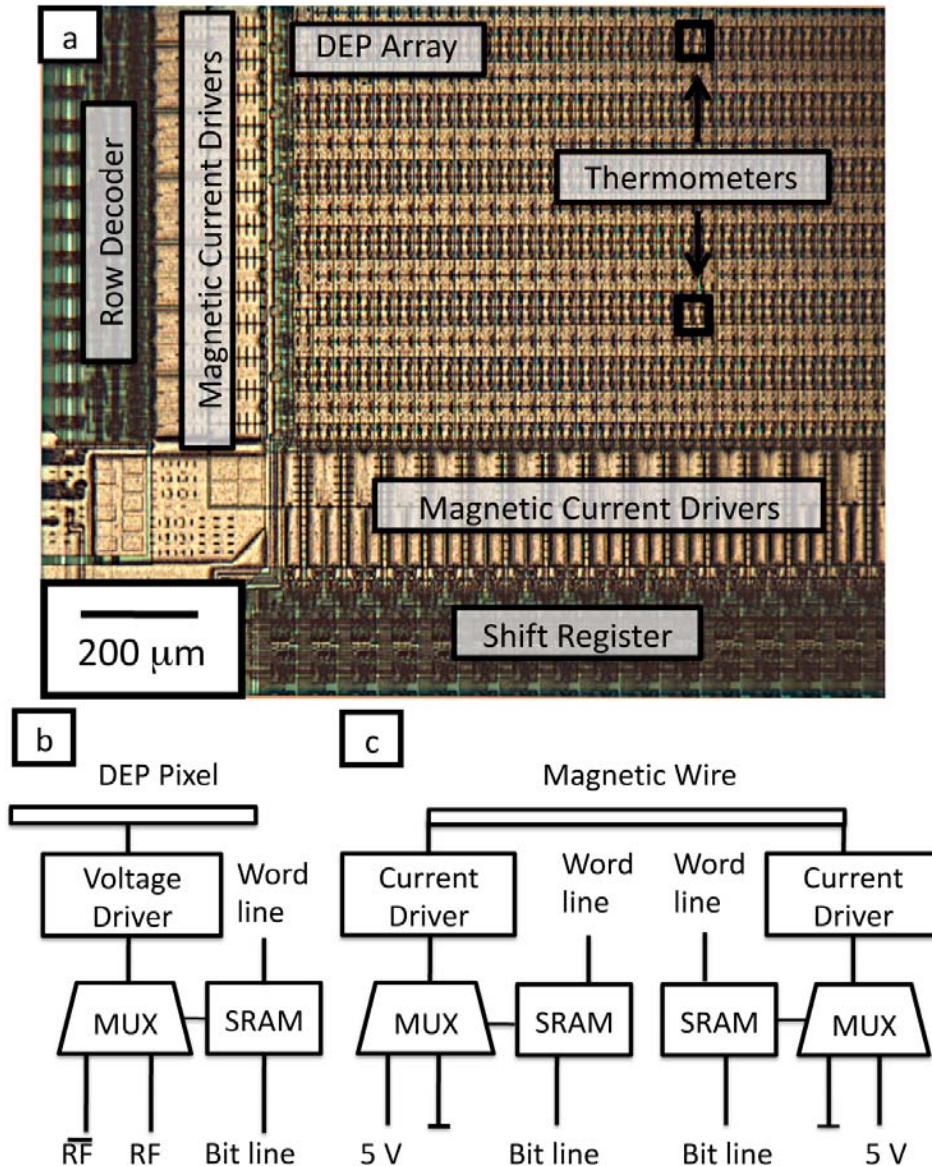 a
DEP Array
Row Decoder
Magnetic Current Drivers
Thermometers
Magnetic Current Drivers
Shift Register
200 μm
b
c
DEP Pixel
Magnetic Wire
Voltage
Driver
Word
line
Current
Driver
Word
line
Word
line
Current
Driver
MUX
SRAM
MUX
SRAM
SRAM
MUX
R̅F̅
RF
Bit line
5 V
Bit line
Bit line
5 V